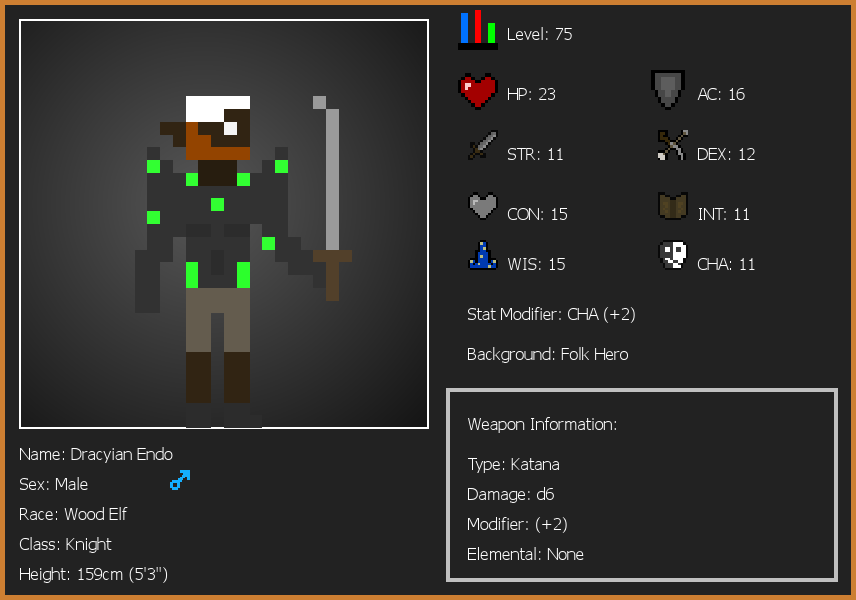 Level: 75
HP: 23
AC: 16
STR: 11
DEX: 12
CON: 15
INT: 11
WIS: 15
CHA: 11
Stat Modifier: CHA (+2)
Background: Folk Hero
Weapon Information:
Type: Katana
Damage: d6
Modifier: (+2)
Elemental: None
Name: Dracyian Endo
Sex: Male
Race: Wood Elf
Class: Knight
Height: 159cm (5'3")